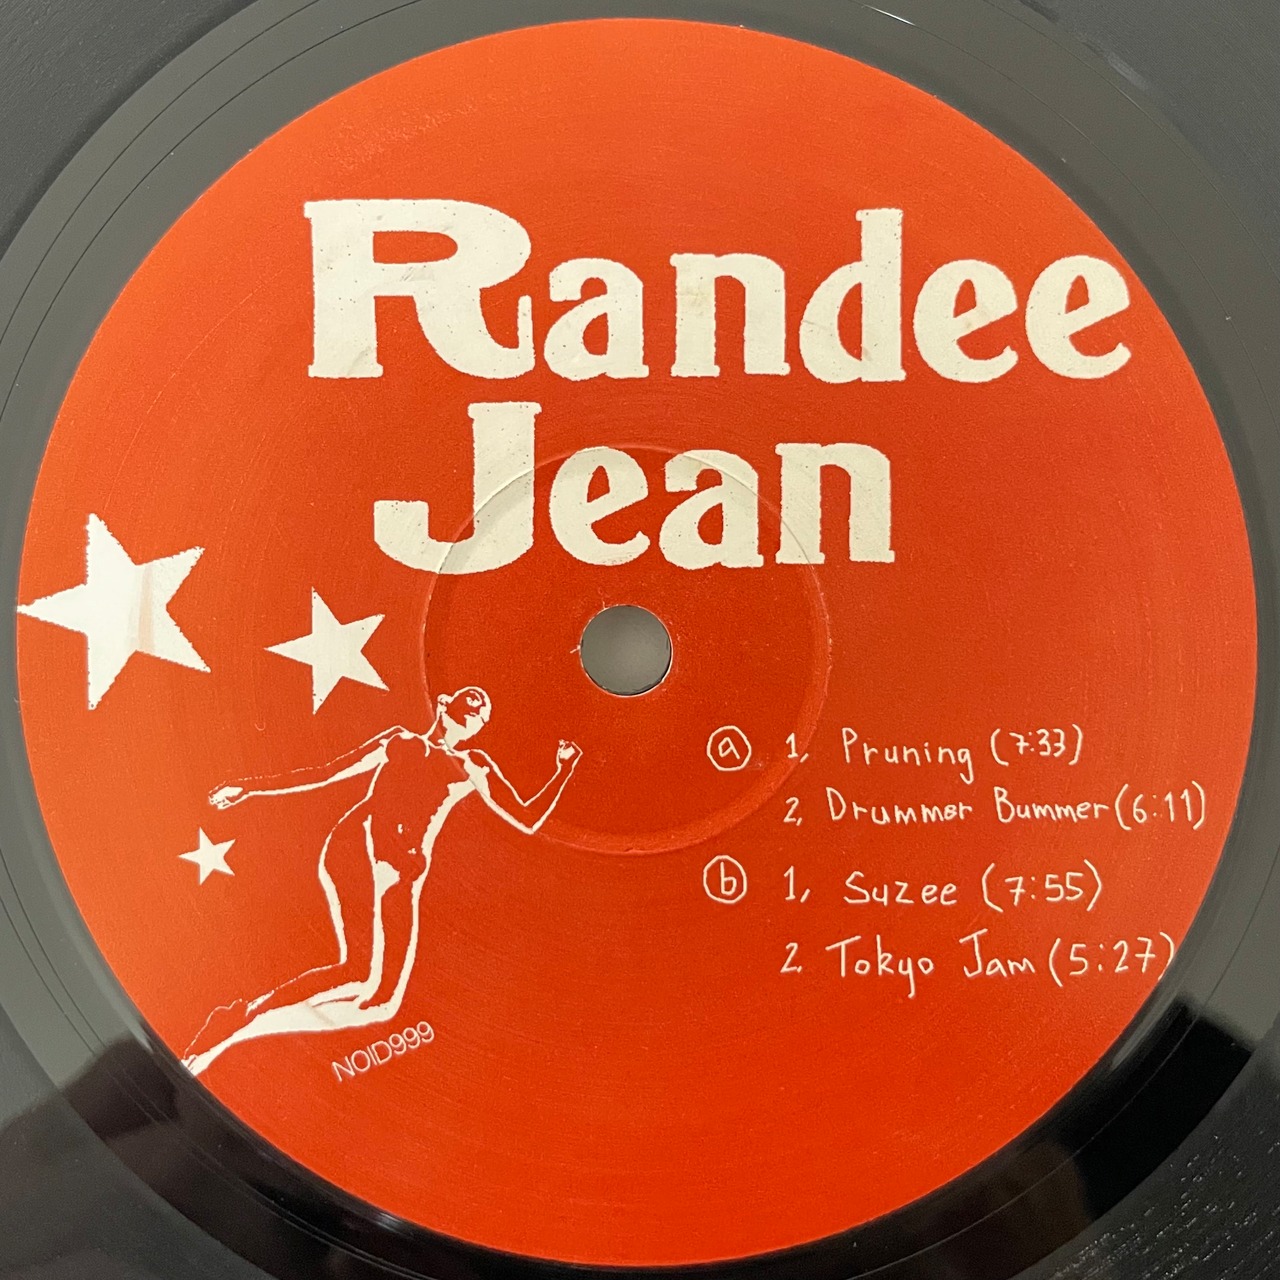 Randee
Jean
a 1, Pruning (7:33)
2, Drummer Bummer (6:11)
b 1, Suzee (7:55)
2. Tokyo Jam (5:27)
NOID999